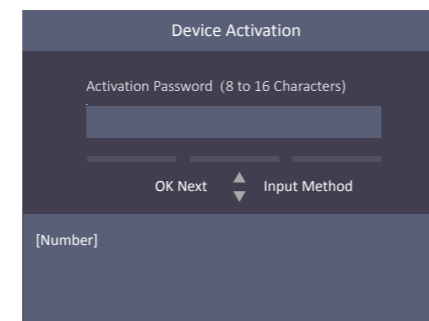 Device Activation
Activation Password (8 to 16 Characters)
OK Next Input Method
[Number]